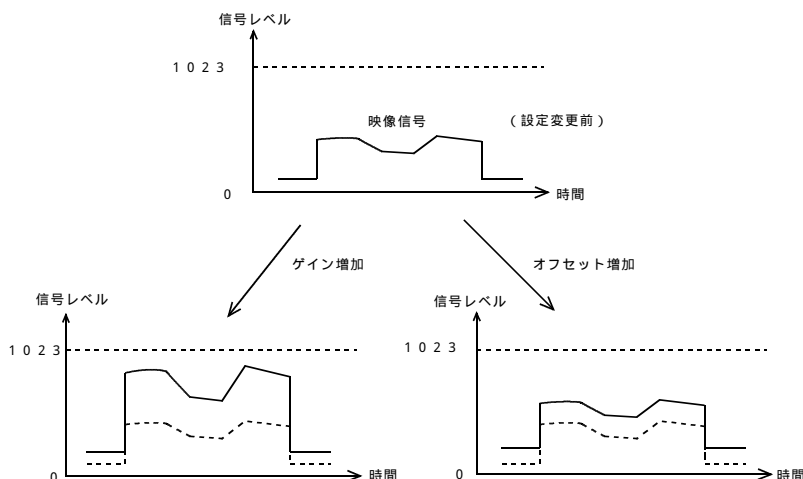 信号レベル
1023
映像信号
(設定変更前)
0
時間
ゲイン増加
オフセット増加
信号レベル
1023
0
時間
信号レベル
1023
0
時間